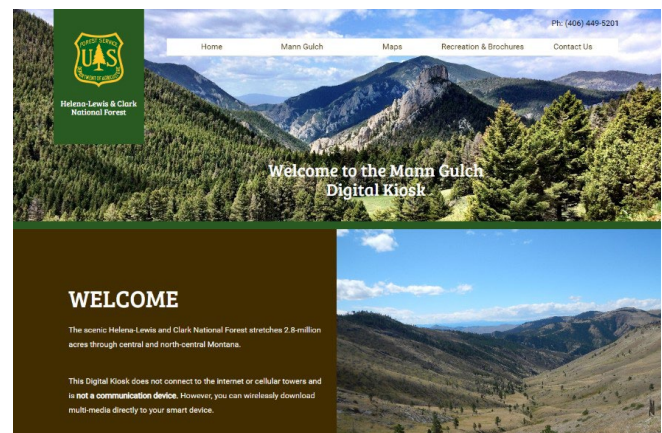 Ph: (406) 449-5201
Home Mann Gulch Maps Recreation & Brochures Contact Us
FOREST SERVICE
UAS
DEPARTMENT OF AGRICULTURE
Helena-Lewis & Clark
National Forest
Welcome to the Mann Gulch
Digital Kiosk
WELCOME
The scenic Helena-Lewis and Clark National Forest stretches 2.8-million
acres through central and north-central Montana.
This Digital Kiosk does not connect to the internet or cellular towers and
is not a communication device. However, you can wirelessly download
multi-media directly to your smart device.